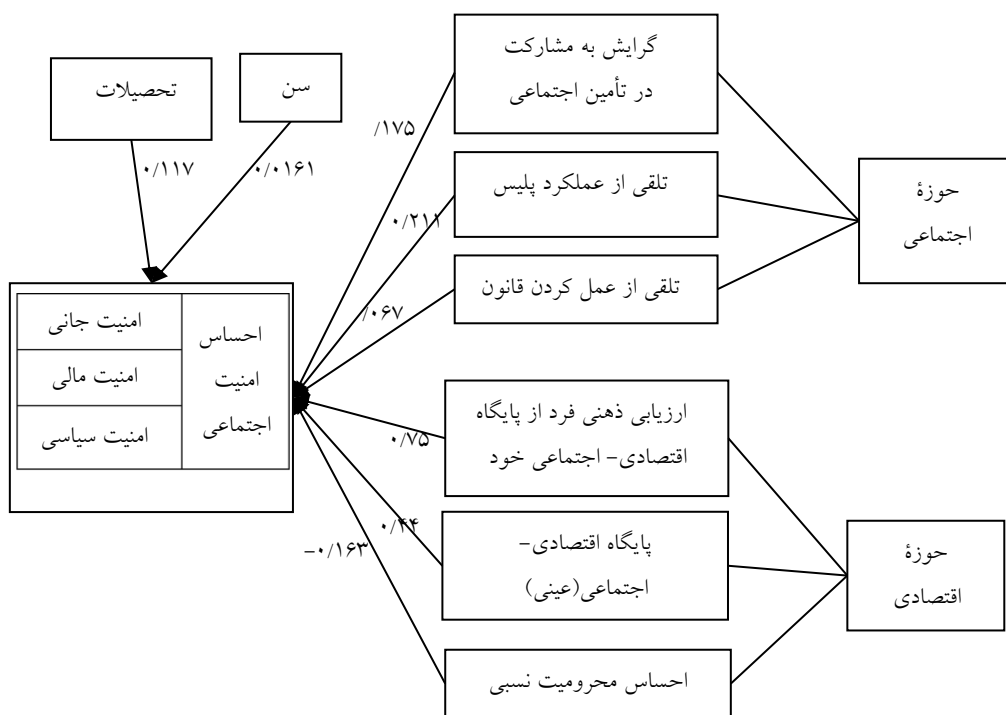 گرایش به مشارکت
در تأمین اجتماعی
سن
تحصیلات
/۱۷۵
۰/۰۱۶۱
۰/۱۱۷
تلقی از عملکرد پلیس
حوزهٔ
اجتماعی
۰/۲۱۱
تلقی از عمل کردن قانون
/۰۶۷
احساس
امنیت
اجتماعی
امنیت جانی
امنیت مالی
امنیت سیاسی
ارزیابی ذهنی فرد از پایگاه
اقتصادی- اجتماعی خود
۰/۷۵
پایگاه اقتصادی-
اجتماعی(عینی)
۰/۴۴
حوزهٔ
اقتصادی
-۰/۱۶۳
احساس محرومیت نسبی